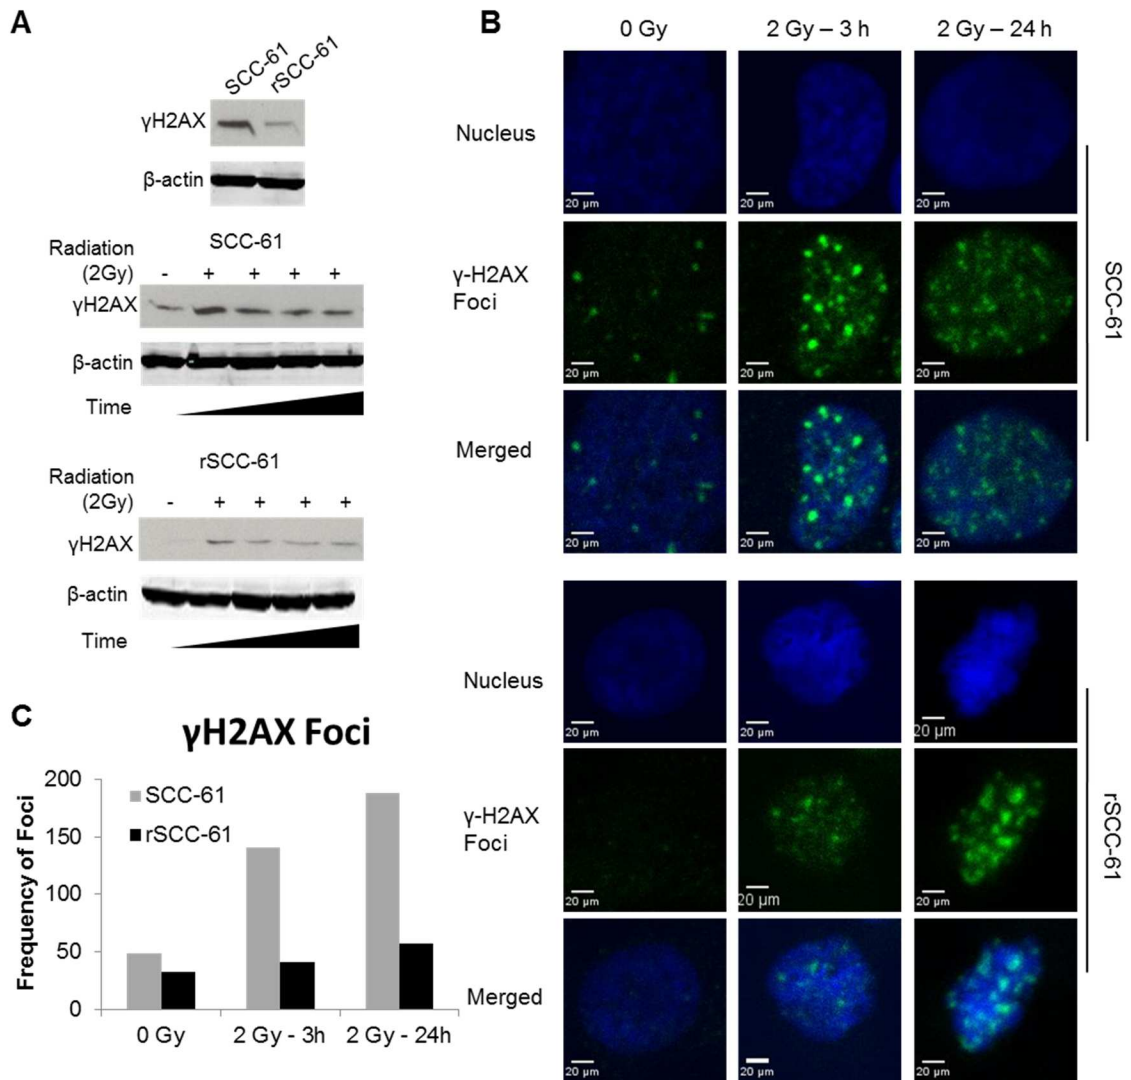 A
SCC-61
rSCC-61
γH2AX
β-actin
SCC-61
Radiation
(2Gy)
- + + + +
γH2AX
β-actin
Time
rSCC-61
Radiation
(2Gy)
- + + + +
γH2AX
β-actin
Time
B
0 Gy 2 Gy – 3 h 2 Gy – 24h
Nucleus
20 µm 20 µm 20 µm
γ-H2AX
Foci
20 µm 20 µm 20 µm
Merged
20 µm 20 µm 20 µm
SCC-61
Nucleus
20 µm 20 µm 20 µm
γ-H2AX
Foci
20 µm 20 µm 20 µm
Merged
20 µm 20 µm 20 µm
rSCC-61
C
γH2AX Foci
Frequency of Foci
200
150
100
50
0
SCC-61
rSCC-61
0 Gy 2 Gy - 3h 2 Gy - 24h